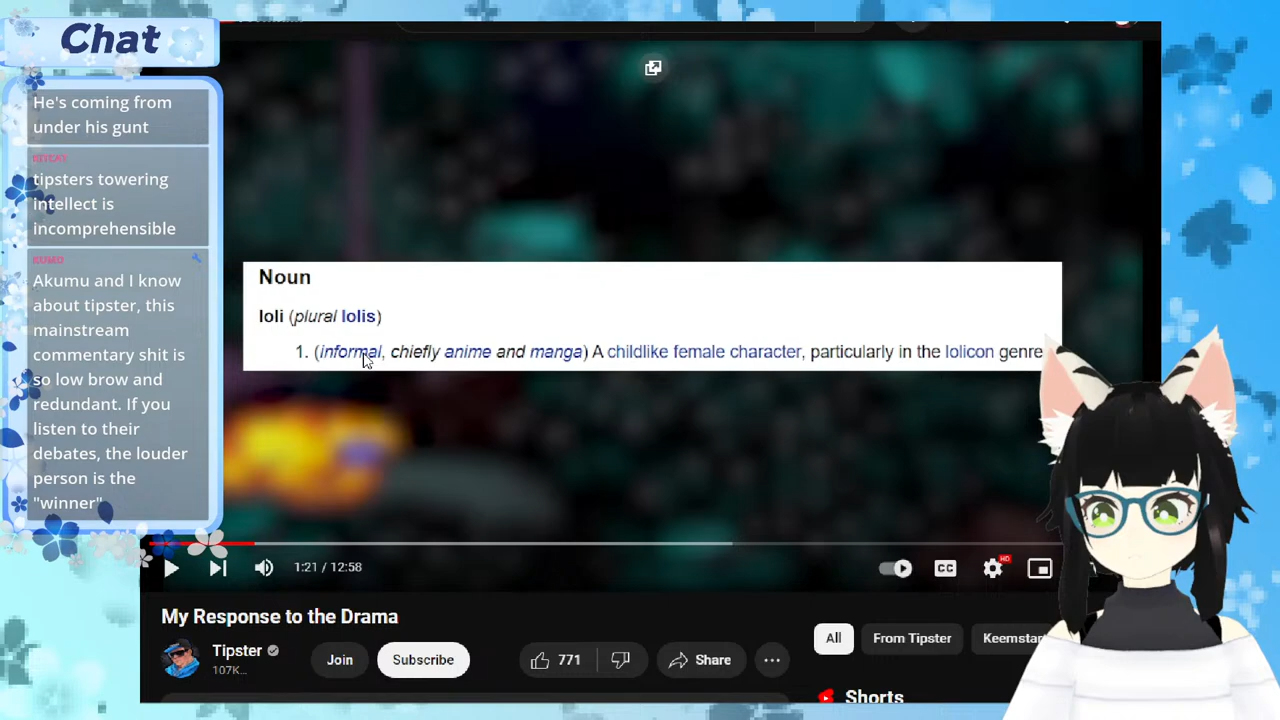 Chat
He's coming from
under his gunt
tipsters towering
intellect is
incomprehensible
Akumu and I know
about tipster, this
mainstream
commentary shit is
so low brow and
redundant. If you
listen to their
debates, the louder
person is the
"winner"
Noun
loli (plural lolis)
1. (informal, chiefly anime and manga) A childlike female character, particularly in the lolicon genre
1:21 / 12:58
CC
HD
My Response to the Drama
Tipster
107K...
Join
Subscribe
771
Share
All
From Tipster
Keemstar
Shorts